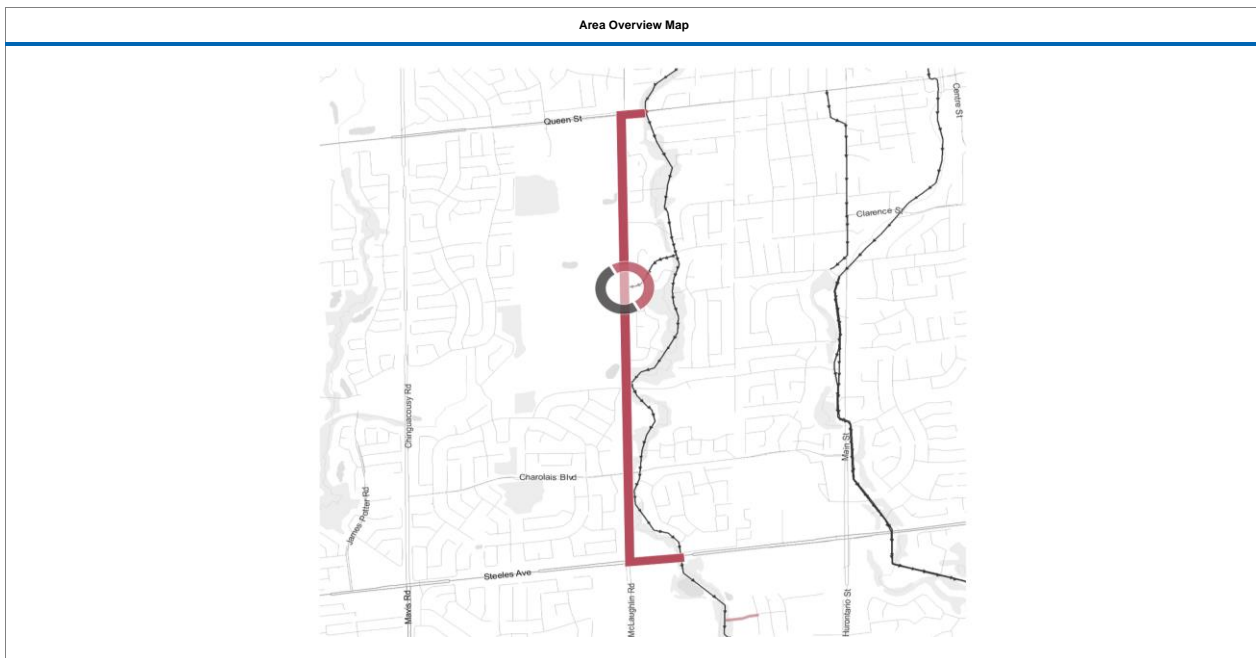 Area Overview Map
Queen St
Centre St
Clarence S
Chinguacousy Rd
Main St
Charolais Blvd
James Potter Rd
Steeles Ave
Mavis Rd
McLaughlin Rd
Hurontario St